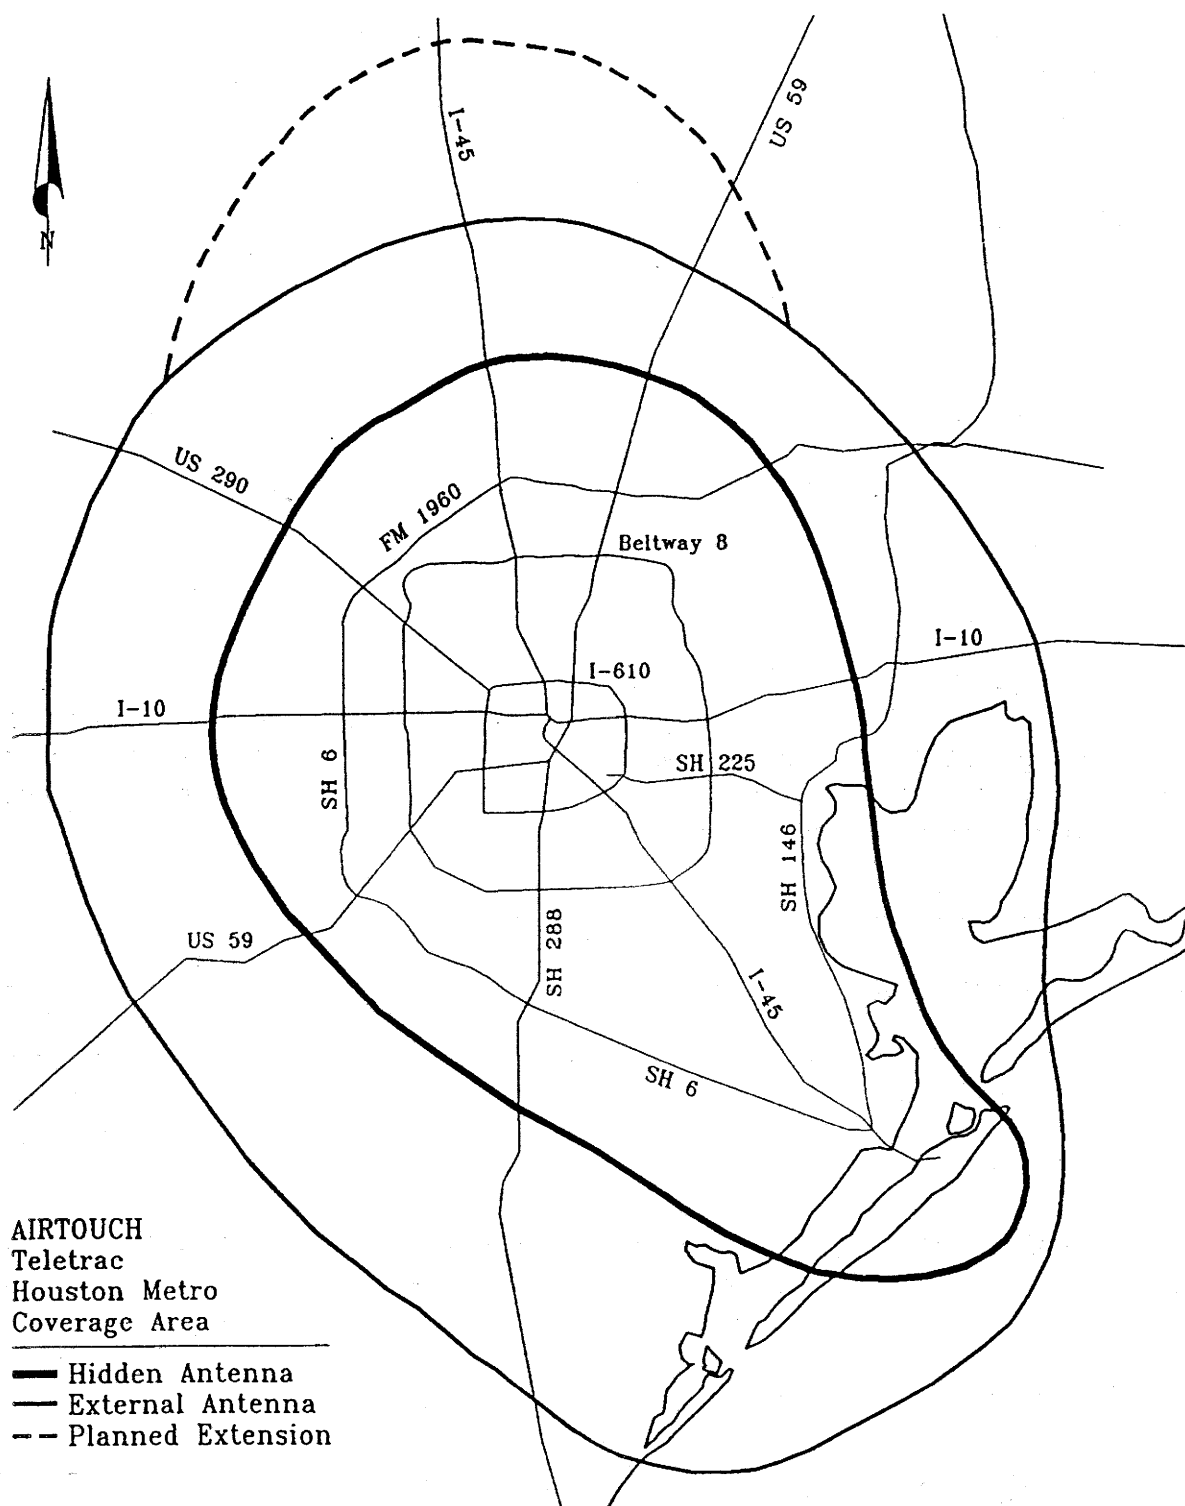 I-45
US 59
N
US 290
FM 1960
Beltway 8
I-610
I-10
I-10
SH 6
SH 225
SH 146
US 59
SH 288
I-45
SH 6
AIRTOUCH
Teletrac
Houston Metro
Coverage Area
Hidden Antenna
External Antenna
Planned Extension